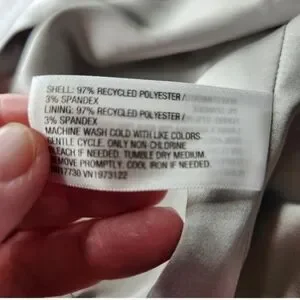 SHELL: 97% RECYCLED POLYESTER /
3% SPANDEX
LINING: 97% RECYCLED POLYESTER /
3% SPANDEX
MACHINE WASH COLD WITH LIKE COLORS.
GENTLE CYCLE. ONLY NON CHLORINE
BLEACH IF NEEDED. TUMBLE DRY MEDIUM.
REMOVE PROMPTLY. COOL IRON IF NEEDED.
VN1973122